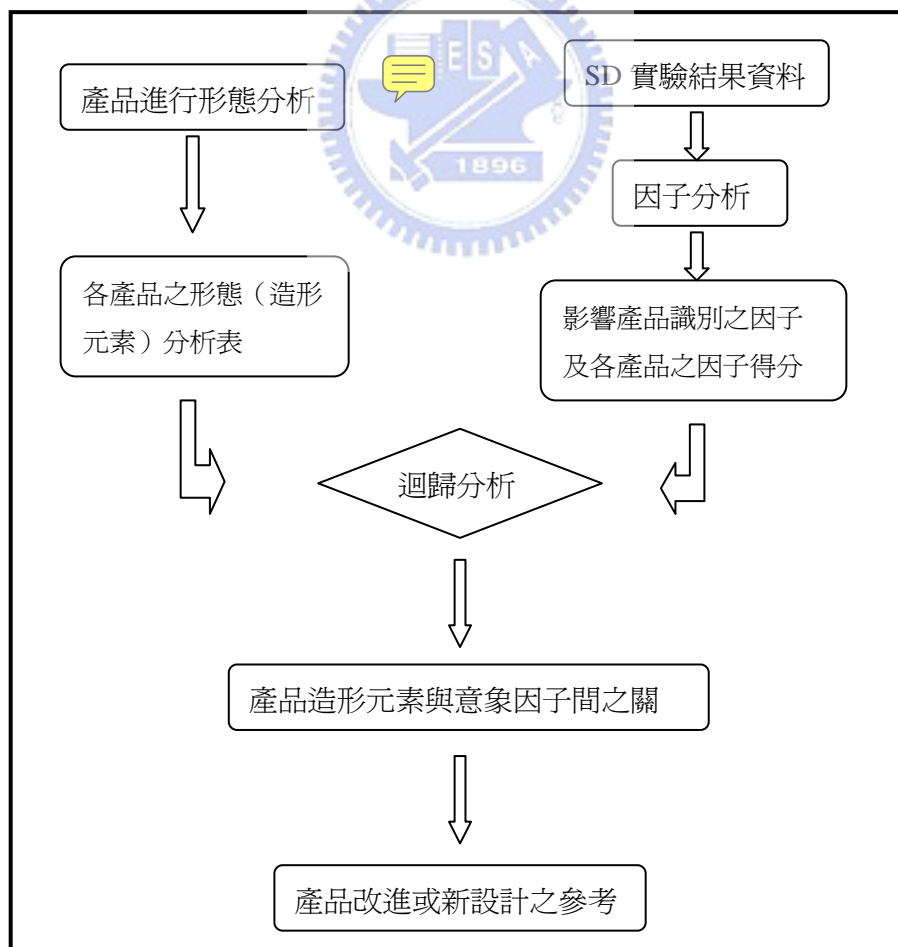 產品進行形態分析
ESA
1896
SD 實驗結果資料
因子分析
各產品之形態（造形
元素）分析表
影響產品識別之因子
及各產品之因子得分
迴歸分析
產品造形元素與意象因子間之關
產品改進或新設計之參考